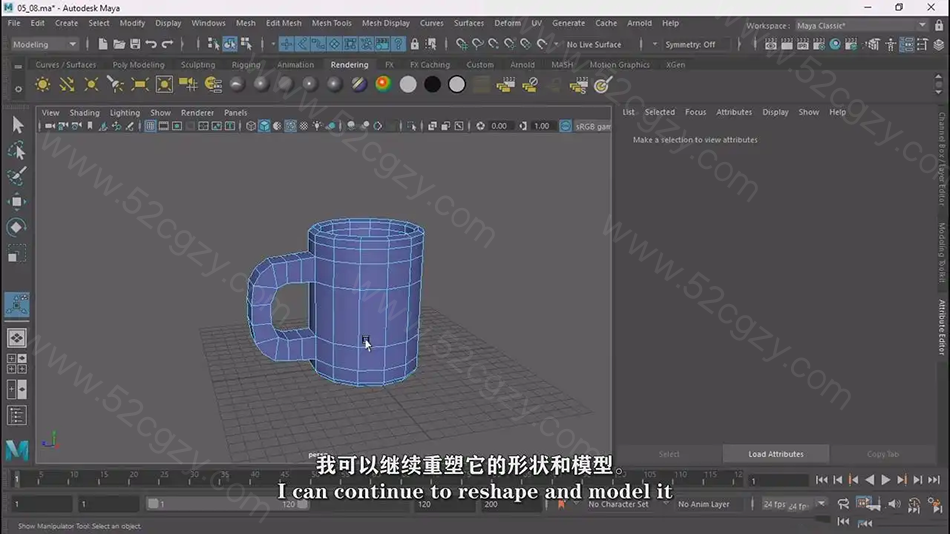 05_08.ma* - Autodesk Maya
File Edit Create Select Modify Display Windows Mesh Edit Mesh Mesh Tools Mesh Display Curves Surfaces Deform UV Generate Cache Arnold Help
Workspace : Maya Classic*
Modeling No Live Surface Symmetry: Off
Curves / Surfaces Poly Modeling Sculpting Rigging Animation Rendering FX FX Caching Custom Arnold MASH Motion Graphics XGen
View Shading Lighting Show Renderer Panels
List Selected Focus Attributes Display Show Help
0.00 1.00 sRGB gam
Make a selection to view attributes
Channel Box / Layer Editor
Modeling Toolkit
Attribute Editor
www.52cgzy.com
persp
Select Load Attributes Copy Tab
我可以继续重塑它的形状和模型。
I can continue to reshape and model it
1 1 1 120 120 200 No Character Set No Anim Layer 24 fps
Show Manipulator Tool: Select an object.